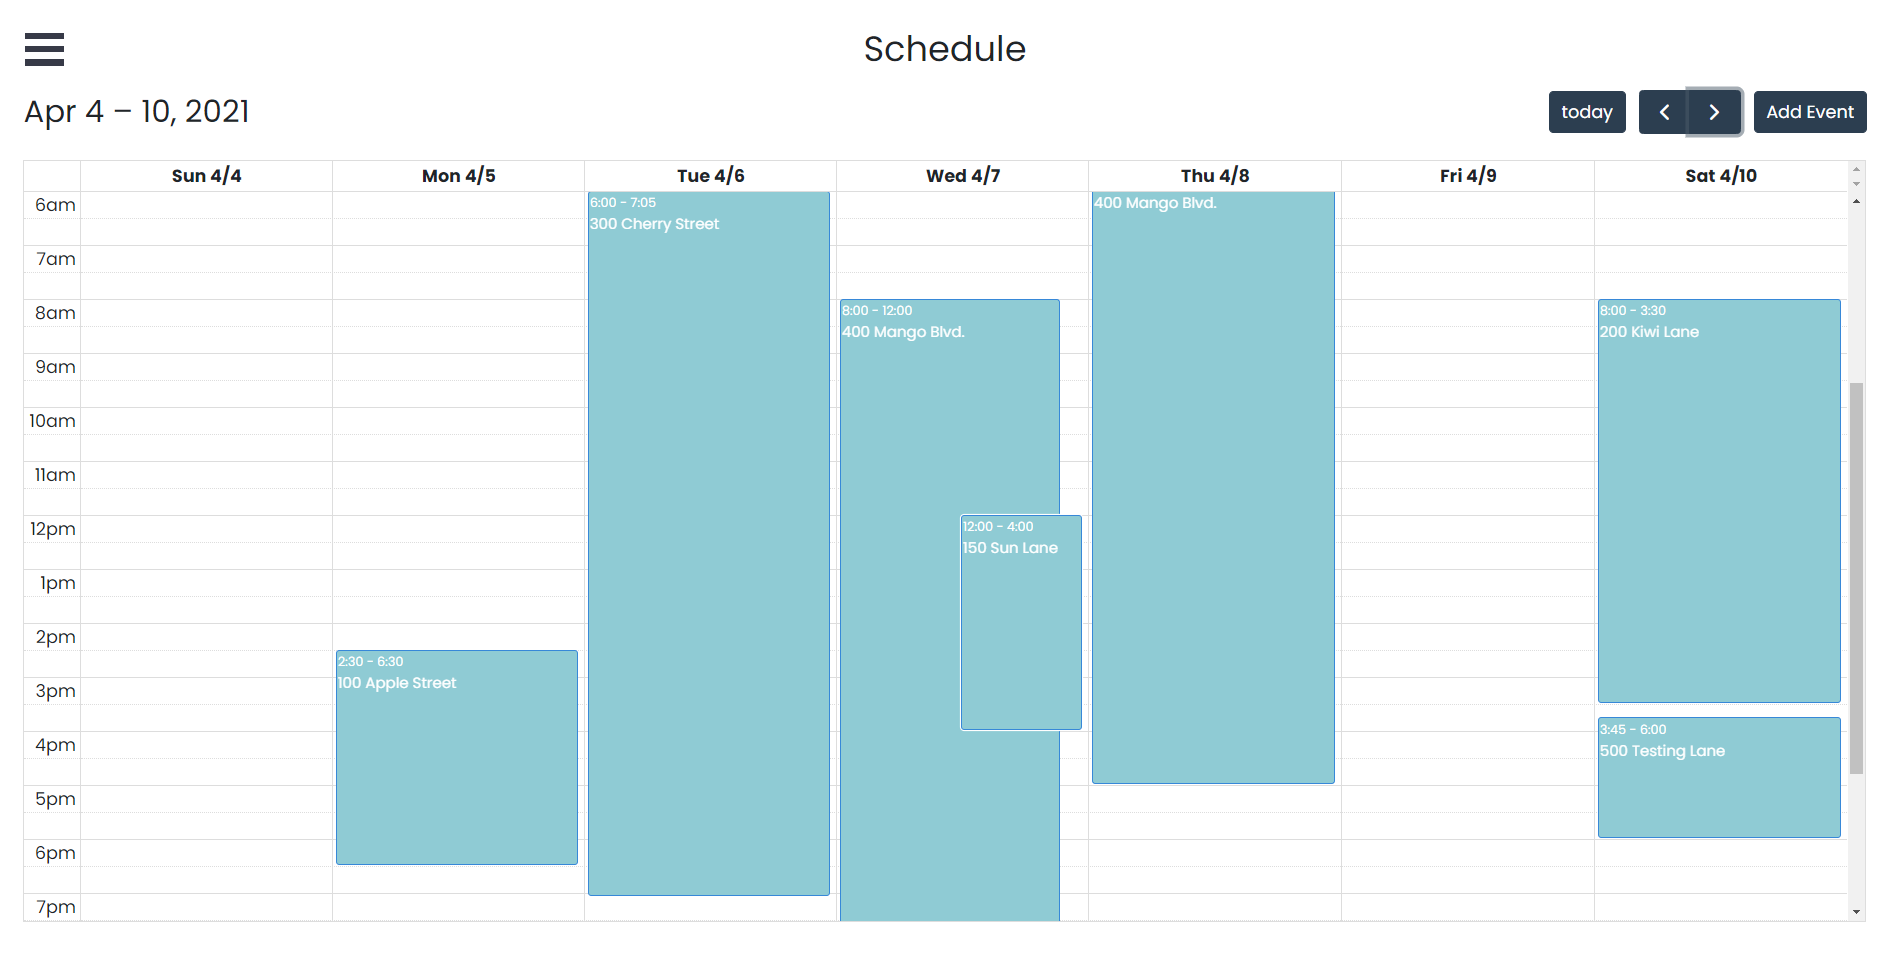 Schedule
Apr 4 – 10, 2021
today
Add Event
Sun 4/4
Mon 4/5
Tue 4/6
Wed 4/7
Thu 4/8
Fri 4/9
Sat 4/10
6am
7am
8am
9am
10am
11am
12pm
1pm
2pm
3pm
4pm
5pm
6pm
7pm
2:30 - 6:30
100 Apple Street
6:00 - 7:05
300 Cherry Street
8:00 - 12:00
400 Mango Blvd.
12:00 - 4:00
150 Sun Lane
400 Mango Blvd.
8:00 - 3:30
200 Kiwi Lane
3:45 - 6:00
500 Testing Lane